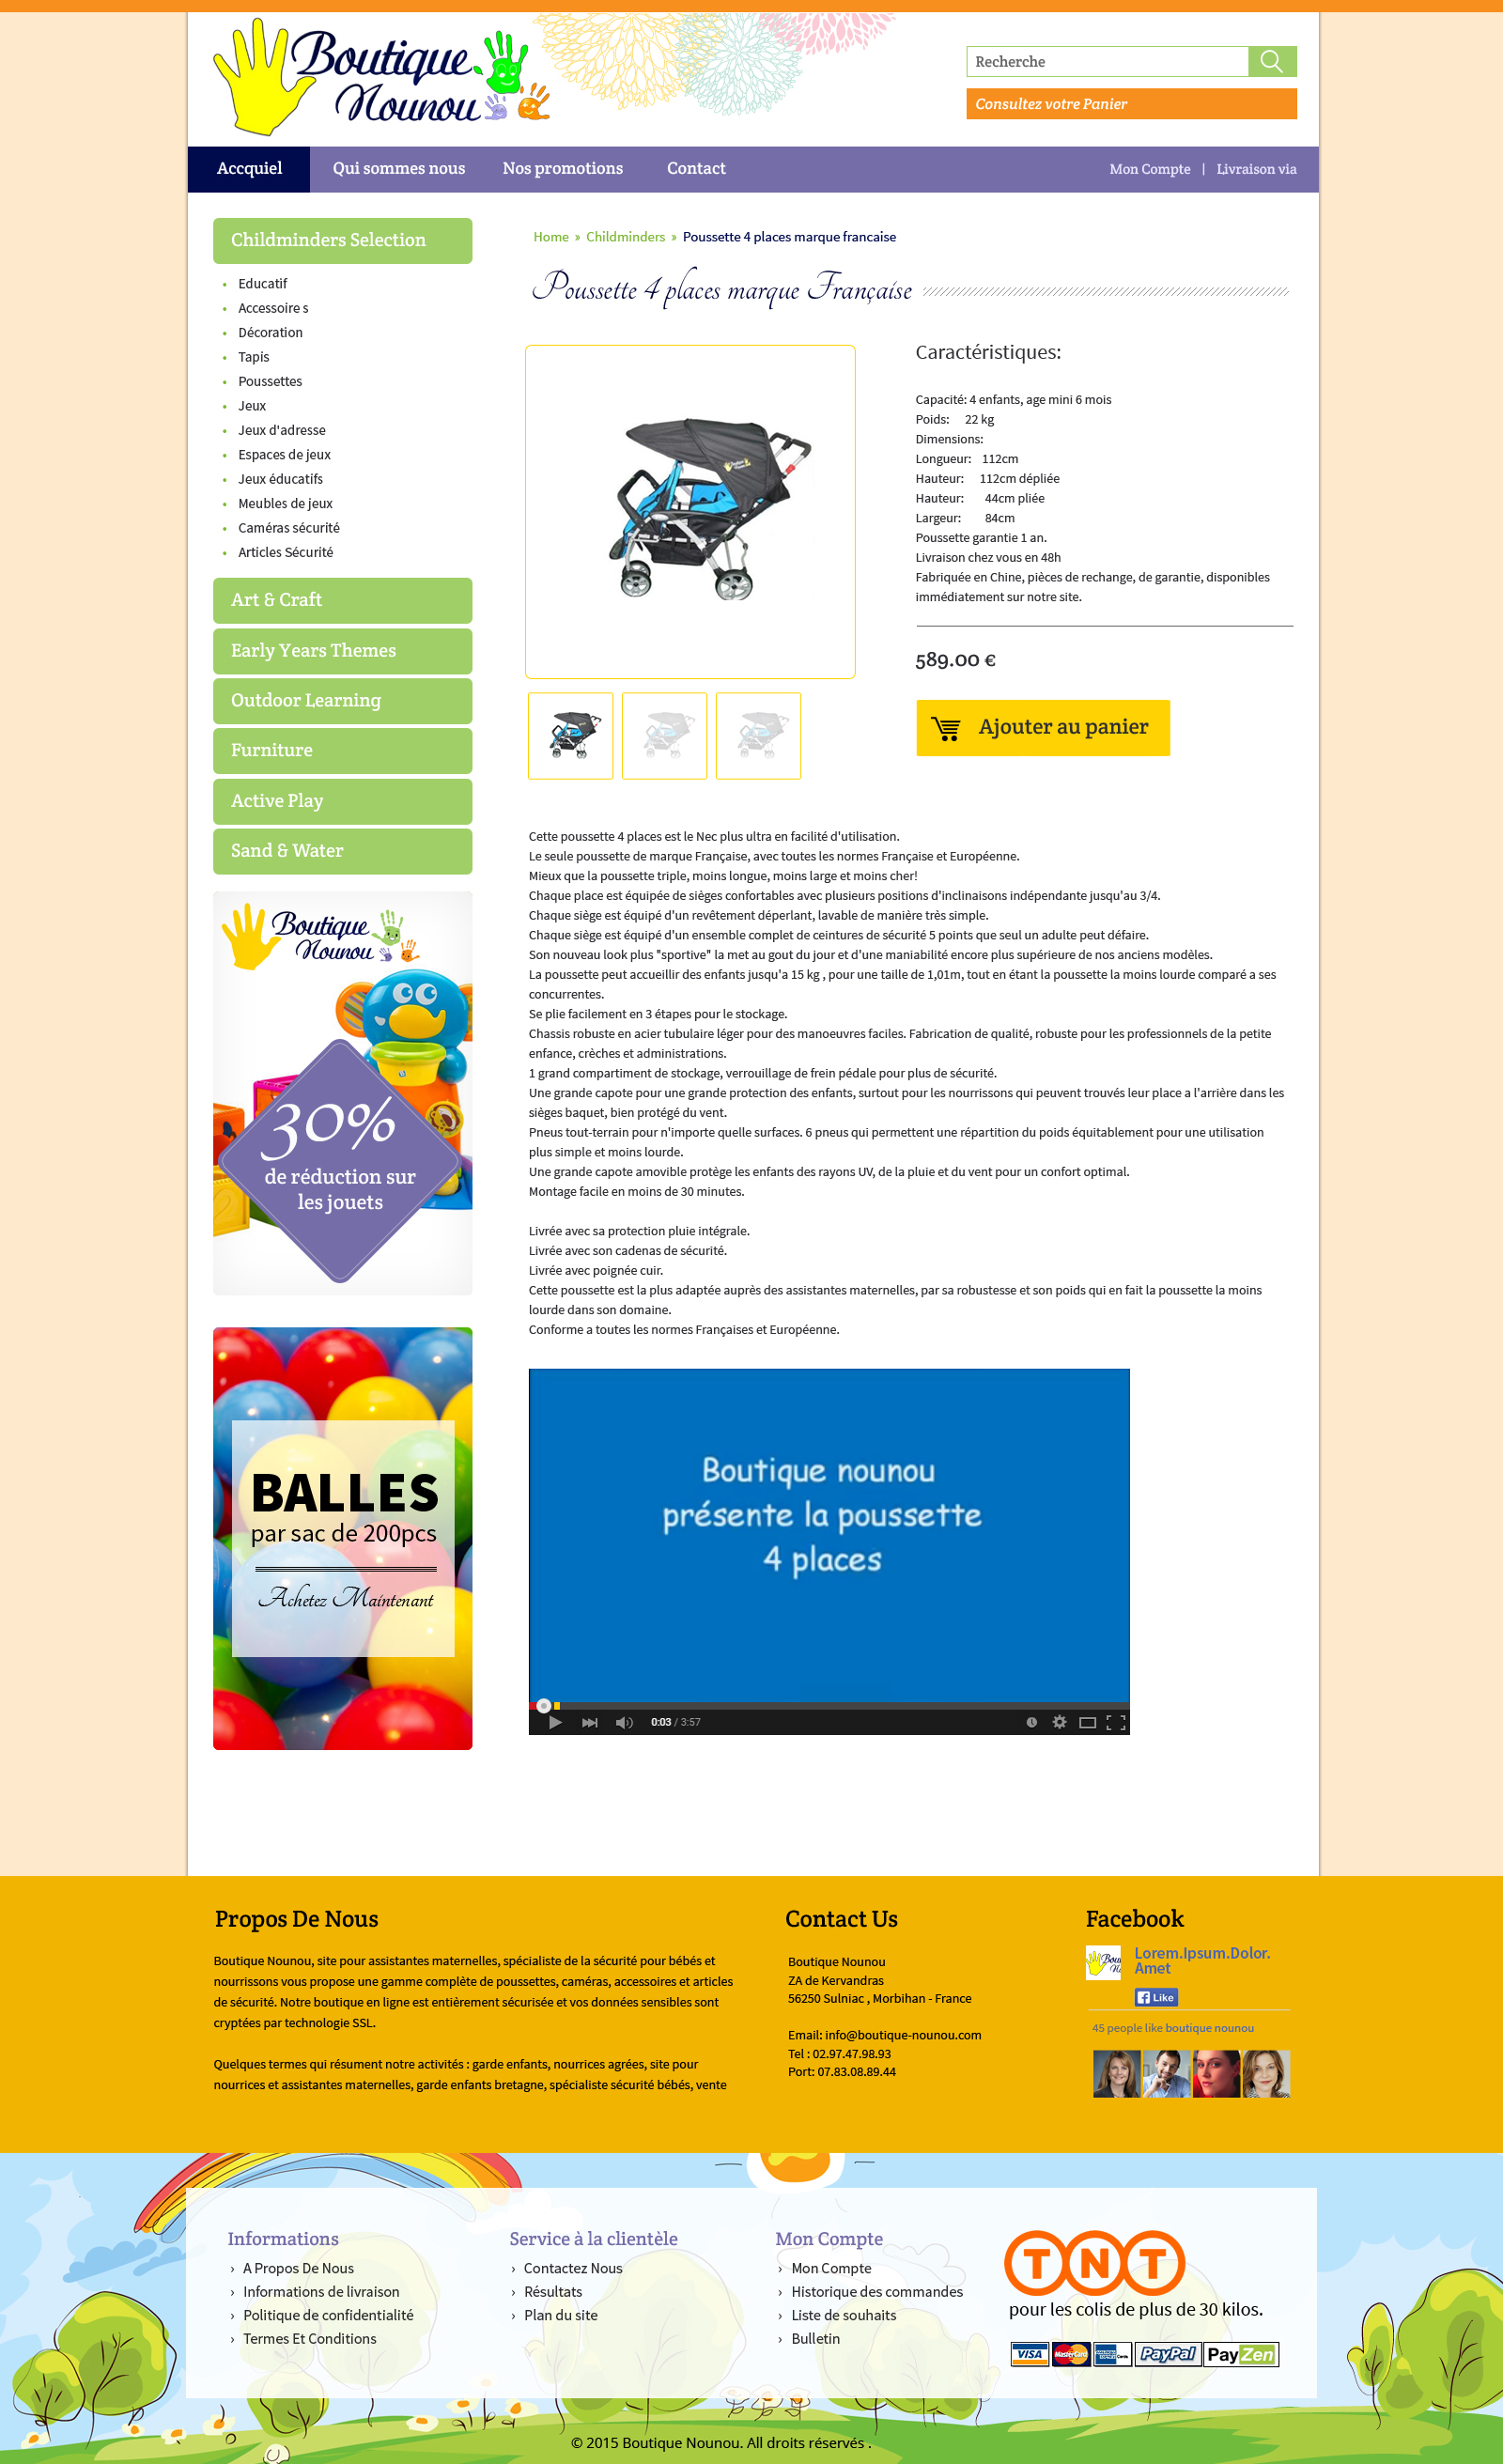 Boutique
Nounou
Recherche
Consultez votre Panier
Accquiel
Qui sommes nous
Nos promotions
Contact
Mon Compte | Livraison via
Childminders Selection
• Educatif
• Accessoire s
• Décoration
• Tapis
• Poussettes
• Jeux
• Jeux d'adresse
• Espaces de jeux
• Jeux éducatifs
• Meubles de jeux
• Caméras sécurité
• Articles Sécurité
Art & Craft
Early Years Themes
Outdoor Learning
Furniture
Active Play
Sand & Water
Boutique
Nounou
30%
de réduction sur
les jouets
BALLES
par sac de 200pcs
Achetez Maintenant
Home » Childminders » Poussette 4 places marque francaise
Poussette 4 places marque Française
Caractéristiques:
Capacité: 4 enfants, age mini 6 mois
Poids: 22 kg
Dimensions:
Longueur: 112cm
Hauteur: 112cm dépliée
Hauteur: 44cm pliée
Largeur: 84cm
Poussette garantie 1 an.
Livraison chez vous en 48h
Fabriquée en Chine, pièces de rechange, de garantie, disponibles
immédiatement sur notre site.
589.00 €
Ajouter au panier
Cette poussette 4 places est le Nec plus ultra en facilité d'utilisation.
Le seule poussette de marque Française, avec toutes les normes Française et Européenne.
Mieux que la poussette triple, moins longue, moins large et moins cher!
Chaque place est équipée de sièges confortables avec plusieurs positions d'inclinaisons indépendante jusqu'au 3/4.
Chaque siège est équipé d'un revêtement déperlant, lavable de manière très simple.
Chaque siège est équipé d'un ensemble complet de ceintures de sécurité 5 points que seul un adulte peut défaire.
Son nouveau look plus "sportive" la met au gout du jour et d'une maniabilité encore plus supérieure de nos anciens modèles.
La poussette peut accueillir des enfants jusqu'a 15 kg , pour une taille de 1,01m, tout en étant la poussette la moins lourde comparé a ses
concurrentes.
Se plie facilement en 3 étapes pour le stockage.
Chassis robuste en acier tubulaire léger pour des manoeuvres faciles. Fabrication de qualité, robuste pour les professionnels de la petite
enfance, crèches et administrations.
1 grand compartiment de stockage, verrouillage de frein pédale pour plus de sécurité.
Une grande capote pour une grande protection des enfants, surtout pour les nourrissons qui peuvent trouvés leur place a l'arrière dans les
sièges baquet, bien protégé du vent.
Pneus tout-terrain pour n'importe quelle surfaces. 6 pneus qui permettent une répartition du poids équitablement pour une utilisation
plus simple et moins lourde.
Une grande capote amovible protège les enfants des rayons UV, de la pluie et du vent pour un confort optimal.
Montage facile en moins de 30 minutes.
Livrée avec sa protection pluie intégrale.
Livrée avec son cadenas de sécurité.
Livrée avec poignée cuir.
Cette poussette est la plus adaptée auprès des assistantes maternelles, par sa robustesse et son poids qui en fait la poussette la moins
lourde dans son domaine.
Conforme a toutes les normes Françaises et Européenne.
Boutique nounou
présente la poussette
4 places
0:03 / 3:57
Propos De Nous
Boutique Nounou, site pour assistantes maternelles, spécialiste de la sécurité pour bébés et
nourrissons vous propose une gamme complète de poussettes, caméras, accessoires et articles
de sécurité. Notre boutique en ligne est entièrement sécurisée et vos données sensibles sont
cryptées par technologie SSL.
Quelques termes qui résument notre activités : garde enfants, nourrices agrées, site pour
nourrices et assistantes maternelles, garde enfants bretagne, spécialiste sécurité bébés, vente
Contact Us
Boutique Nounou
ZA de Kervandras
56250 Sulniac , Morbihan - France
Email: info@boutique-nounou.com
Tel : 02.97.47.98.93
Port: 07.83.08.89.44
Facebook
Lorem.Ipsum.Dolor.
Amet
Like
45 people like boutique nounou
Informations
› A Propos De Nous
› Informations de livraison
› Politique de confidentialité
› Termes Et Conditions
Service à la clientèle
› Contactez Nous
› Résultats
› Plan du site
Mon Compte
› Mon Compte
› Historique des commandes
› Liste de souhaits
› Bulletin
TNT
pour les colis de plus de 30 kilos.
VISA
MasterCard
PayPal
PayZen
© 2015 Boutique Nounou. All droits réservés .